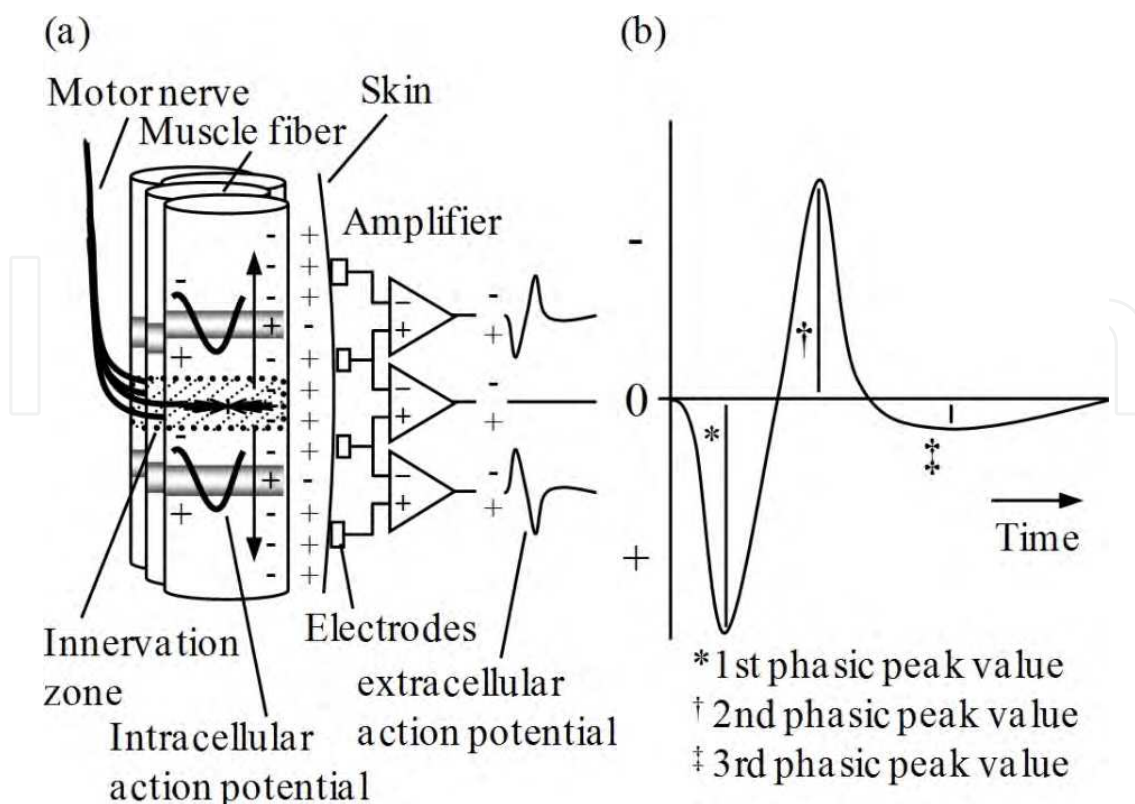 (a)
Motor nerve
Muscle fiber
Skin
Amplifier
Innervation
zone
Intracellular
action potential
Electrodes
extracellular
action potential
(b)
-
0
+
*
†
‡
Time
* 1st phasic peak value
† 2nd phasic peak value
‡ 3rd phasic peak value